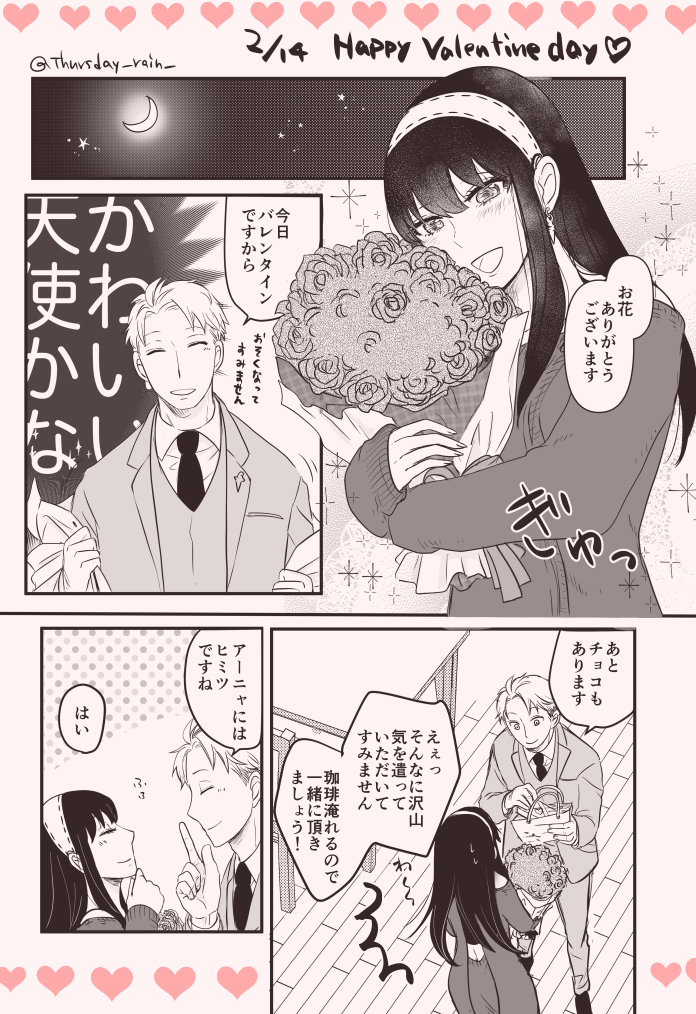 2/14 Happy Valentine day♡
@Thursday_rain_
お花
ありがとう
ございます
ぎゅっ
今日
バレンタイン
ですから
おそくなって
すみません
かわいい
天使かな
あと
チョコも
あります
えぇっ
そんなに沢山
気を遣って
いただいて
すみません
珈琲淹れるので
一緒に頂き
ましょう!
わ〜〜
アーニャには
ヒミツ
ですね
はい
ふふ